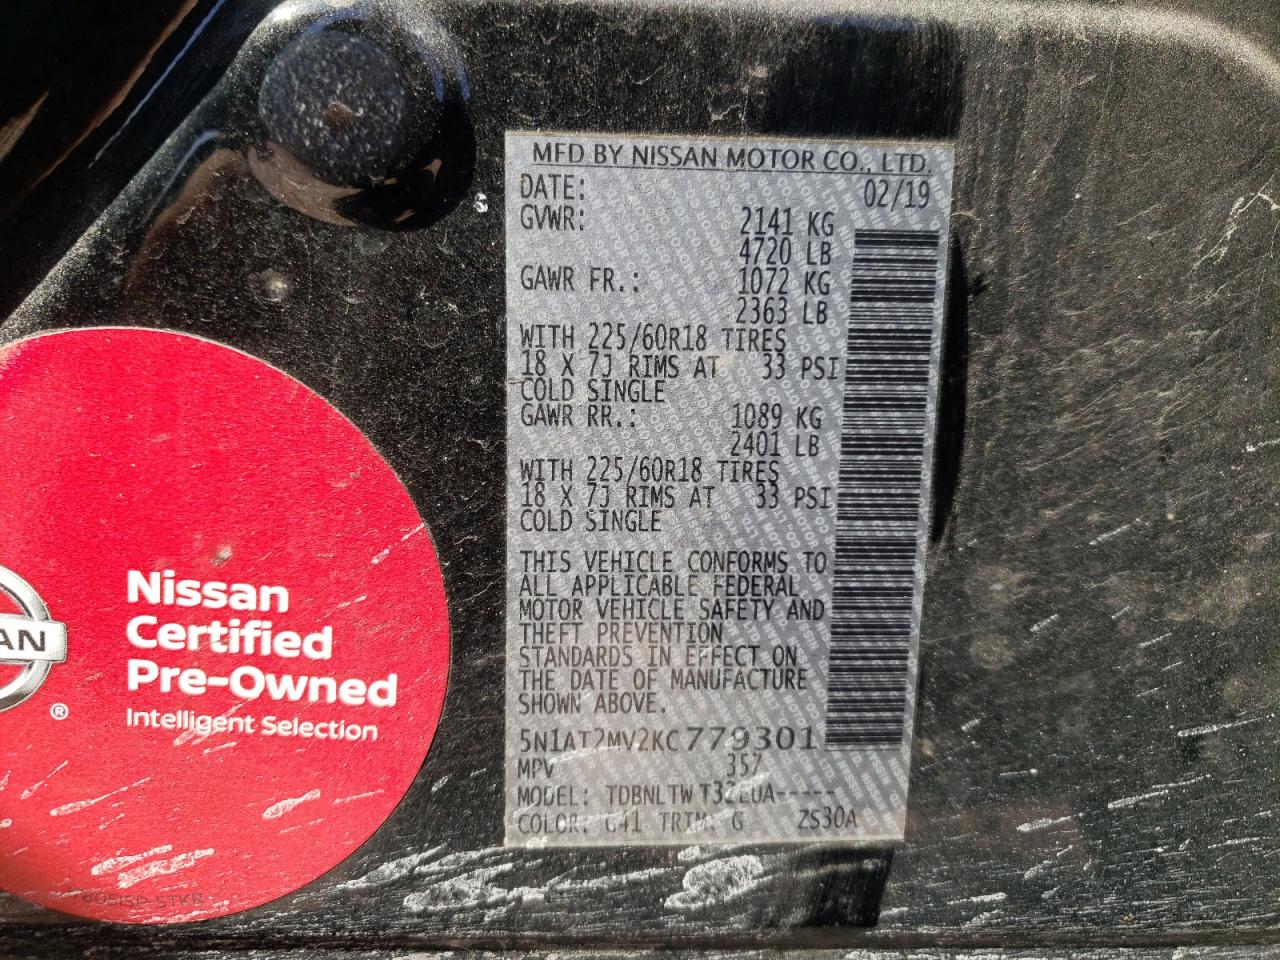 MFD BY NISSAN MOTOR CO., LTD.
DATE: 02/19
GVWR: 2141 KG
4720 LB
GAWR FR.: 1072 KG
2363 LB
WITH 225/60R18 TIRES
18 X 7J RIMS AT 33 PSI
COLD SINGLE
GAWR RR.: 1089 KG
2401 LB
WITH 225/60R18 TIRES
18 X 7J RIMS AT 33 PSI
COLD SINGLE
THIS VEHICLE CONFORMS TO
ALL APPLICABLE FEDERAL
MOTOR VEHICLE SAFETY AND
THEFT PREVENTION
STANDARDS IN EFFECT ON
THE DATE OF MANUFACTURE
SHOWN ABOVE.
5N1AT2MV2KC779301
MPV 357
MODEL: TDBNLTW T32EUA-----
COLOR: G41 TRIM: G ZS30A
AN
®
Nissan
Certified
Pre-Owned
Intelligent Selection